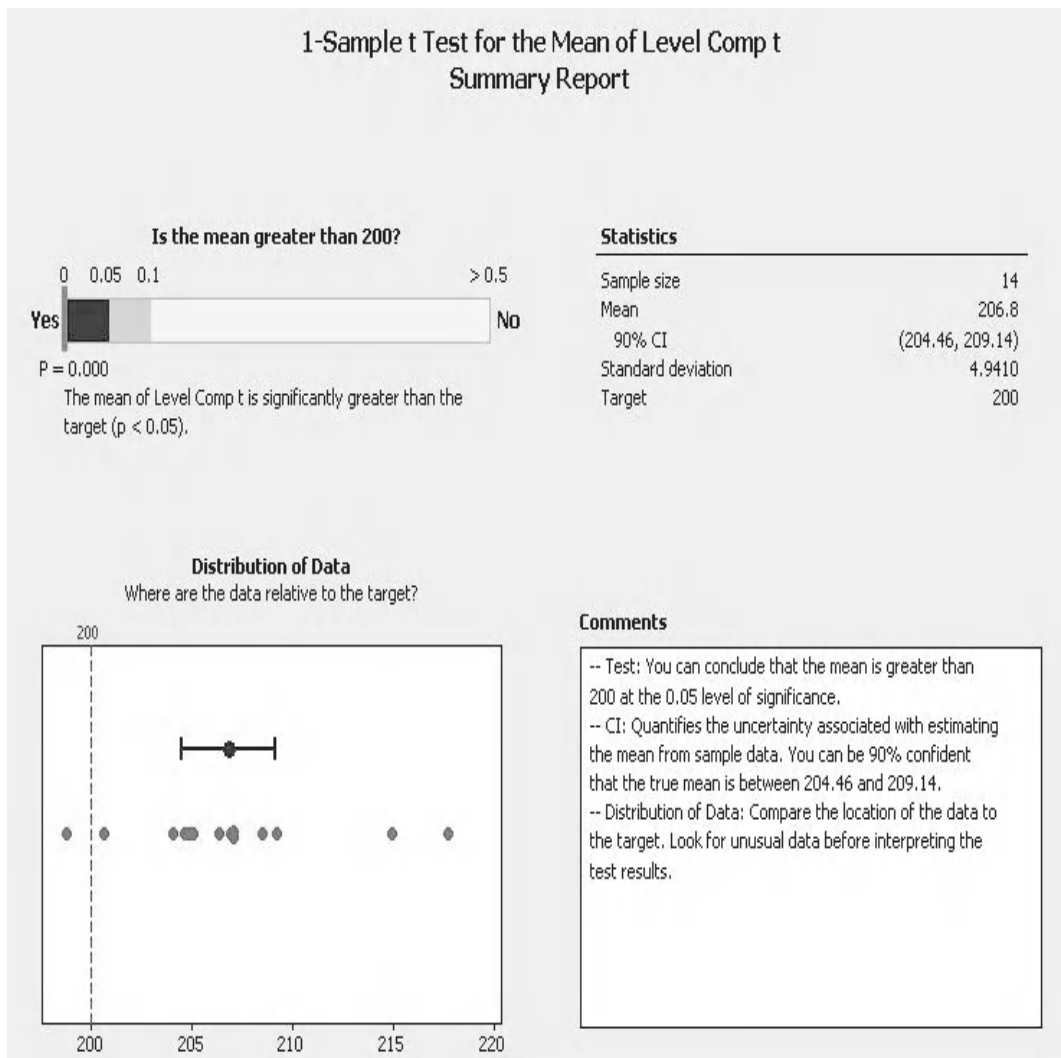 1-Sample t Test for the Mean of Level Comp t
Summary Report
Is the mean greater than 200?
0 0.05 0.1 > 0.5
Yes No
P = 0.000
The mean of Level Comp t is significantly greater than the
target (p < 0.05).
Statistics
Sample size 14
Mean 206.8
90% CI (204.46, 209.14)
Standard deviation 4.9410
Target 200
Distribution of Data
Where are the data relative to the target?
200
200 205 210 215 220
Comments
-- Test: You can conclude that the mean is greater than
200 at the 0.05 level of significance.
-- CI: Quantifies the uncertainty associated with estimating
the mean from sample data. You can be 90% confident
that the true mean is between 204.46 and 209.14.
-- Distribution of Data: Compare the location of the data to
the target. Look for unusual data before interpreting the
test results.